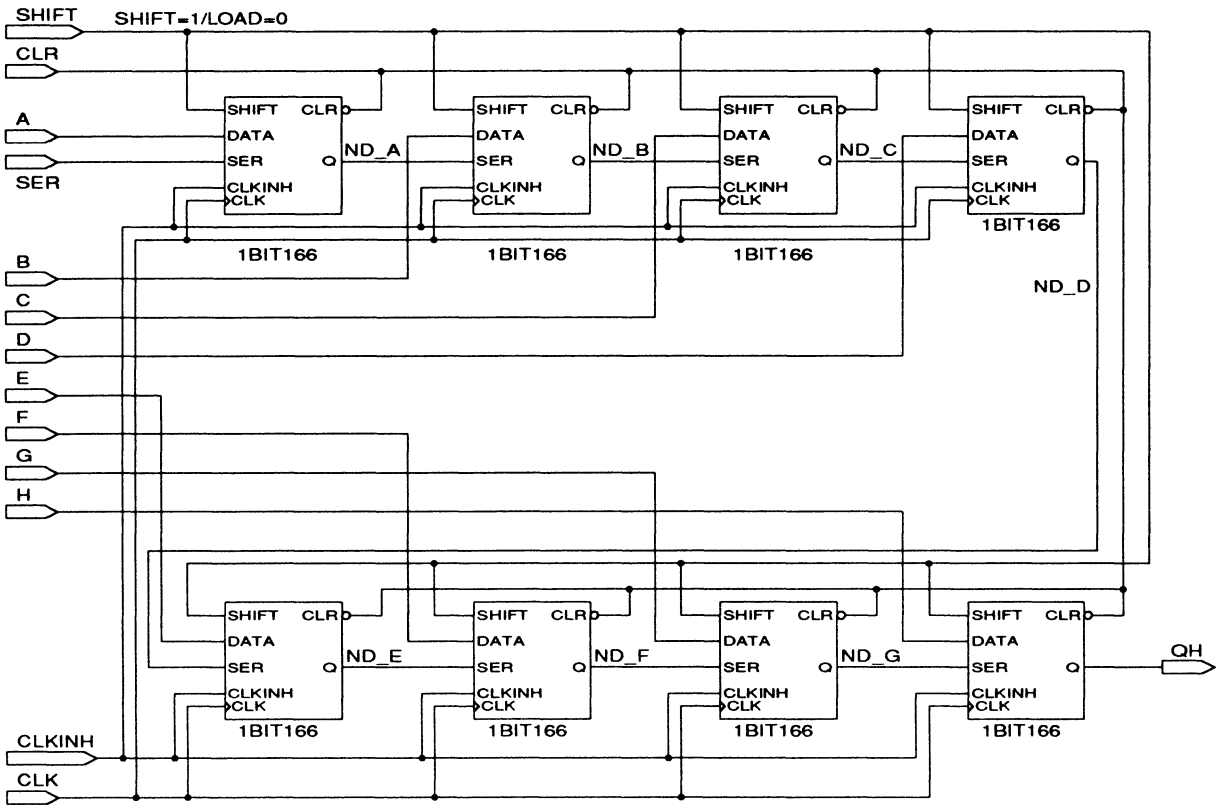 SHIFT
SHIFT=1/LOAD=0
CLR
SHIFT CLR
SHIFT CLR
SHIFT CLR
SHIFT CLR
A
DATA
DATA
DATA
DATA
SER
SER Q
ND_A
SER Q
ND_B
SER Q
ND_C
SER Q
CLKINH
CLKINH
CLKINH
CLKINH
CLK
CLK
CLK
CLK
1BIT166
1BIT166
1BIT166
1BIT166
B
C
D
E
F
G
H
ND_D
SHIFT CLR
SHIFT CLR
SHIFT CLR
SHIFT CLR
DATA
DATA
DATA
DATA
SER Q
ND_E
SER Q
ND_F
SER Q
ND_G
SER Q
QH
CLKINH
CLKINH
CLKINH
CLKINH
CLK
CLK
CLK
CLK
1BIT166
1BIT166
1BIT166
1BIT166
CLKINH
CLK